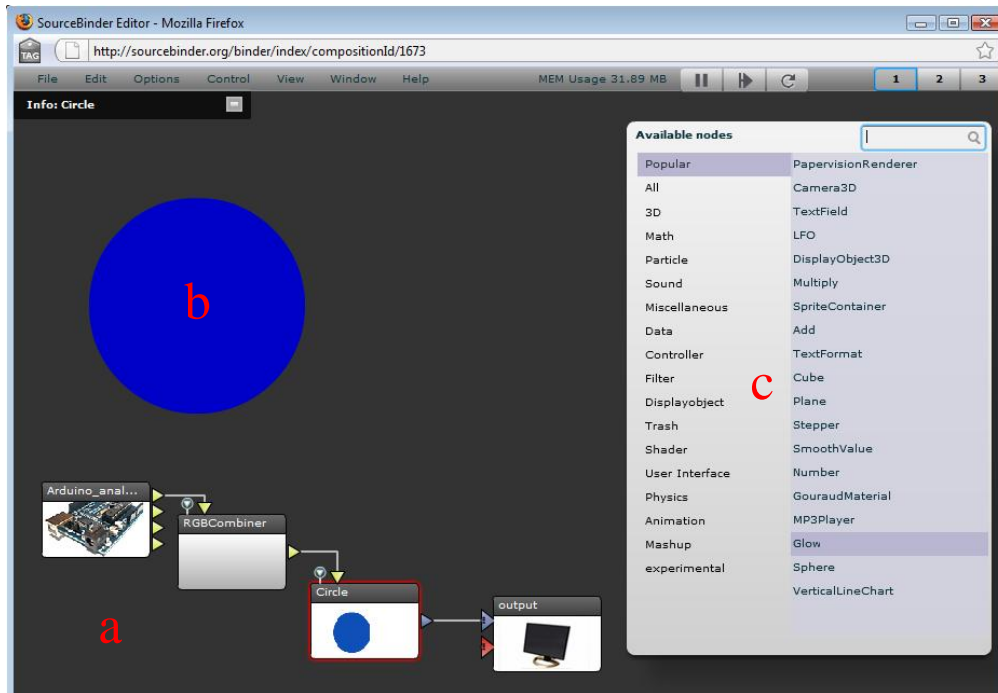 SourceBinder Editor - Mozilla Firefox
TAG
http://sourcebinder.org/binder/index/compositionId/1673
File Edit Options Control View Window Help MEM Usage 31.89 MB 1 2 3
Info: Circle
Available nodes
Popular
All
3D
Math
Particle
Sound
Miscellaneous
Data
Controller
Filter
Displayobject
Trash
Shader
User Interface
Physics
Animation
Mashup
experimental
PapervisionRenderer
Camera3D
TextField
LFO
DisplayObject3D
Multiply
SpriteContainer
Add
TextFormat
Cube
Plane
Stepper
SmoothValue
Number
GouraudMaterial
MP3Player
Glow
Sphere
VerticalLineChart
b
c
Arduino_anal...
RGBCombiner
Circle
output
a